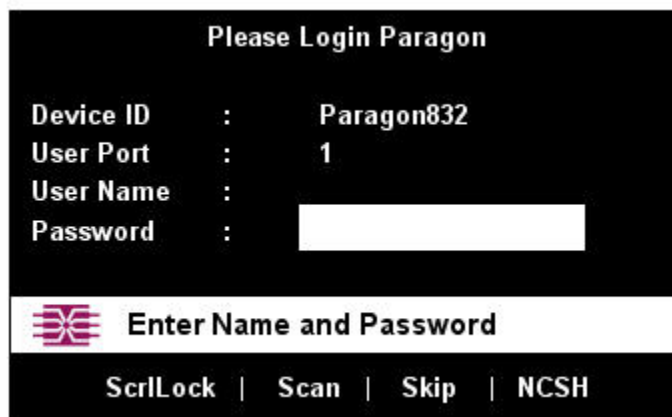 Please Login Paragon
Device ID : Paragon832
User Port : 1
User Name :
Password :
Enter Name and Password
ScrlLock | Scan | Skip | NCSH